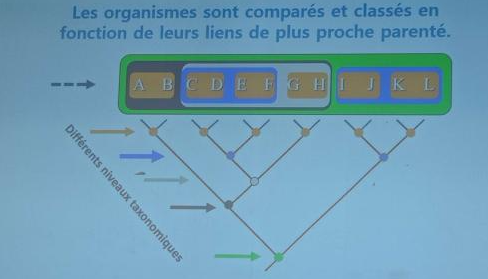 Les organismes sont comparés et classés en
fonction de leurs liens de plus proche parenté.
A B C D E F G H I J K L
Différents niveaux taxonomiques